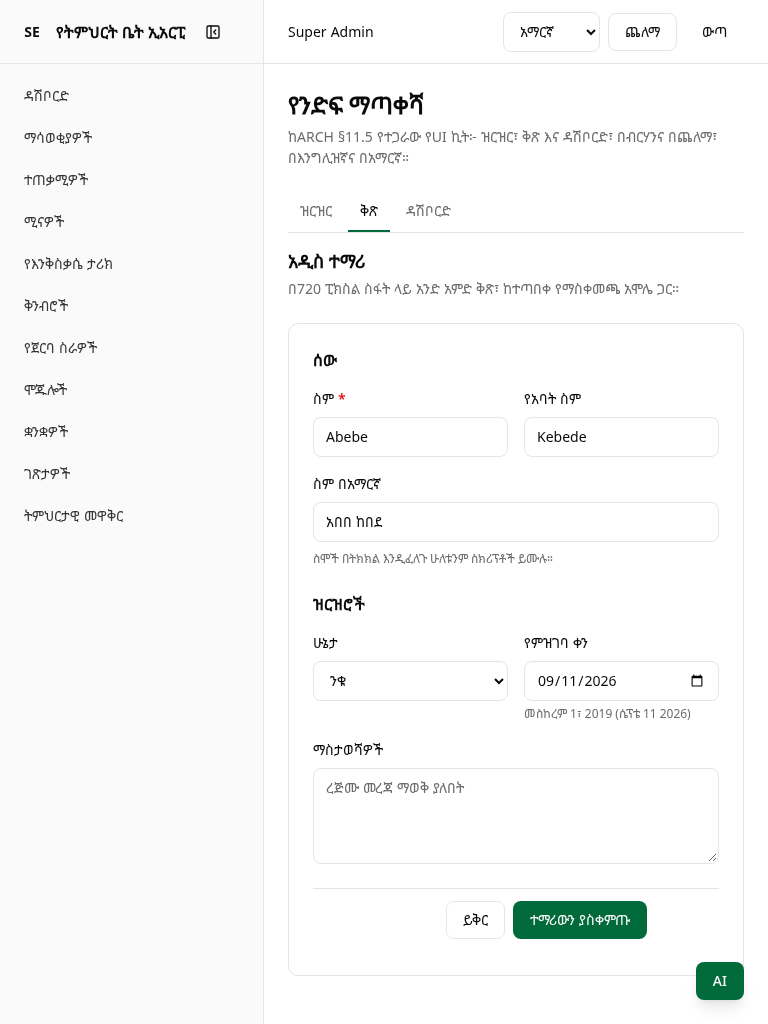 SE የትምህርት ቤት ኢአርፒ
Super Admin
አማርኛ
ጨለማ
ውጣ
ዳሽቦርድ
ማሳወቂያዎች
ተጠቃሚዎች
ሚናዎች
የእንቅስቃሴ ታሪክ
ቅንብሮች
የጀርባ ስራዎች
ሞጁሎች
ቋንቋዎች
ገጽታዎች
ትምህርታዊ መዋቅር
የንድፍ ማጣቀሻ
ከARCH §11.5 የተጋራው የUI ኪት፦ ዝርዝር፣ ቅጽ እና ዳሽቦርድ፣ በብርሃንና በጨለማ፣
በእንግሊዝኛና በአማርኛ።
ዝርዝር
ቅጽ
ዳሽቦርድ
አዲስ ተማሪ
በ720 ፒክስል ስፋት ላይ አንድ አምድ ቅጽ፣ ከተጣበቀ የማስቀመጫ አሞሌ ጋር።
ሰው
ስም *
የአባት ስም
Abebe
Kebede
ስም በአማርኛ
አበበ ከበደ
ስሞች በትክክል እንዲፈለጉ ሁለቱንም ስክሪፕቶች ይሙሉ።
ዝርዝሮች
ሁኔታ
የምዝገባ ቀን
ንቁ
09/11/2026
መስከረም 1፣ 2019 (ሴፕቴ 11 2026)
ማስታወሻዎች
ረጅሙ መረጃ ማወቅ ያለበት
ይቅር
ተማሪውን ያስቀምጡ
AI